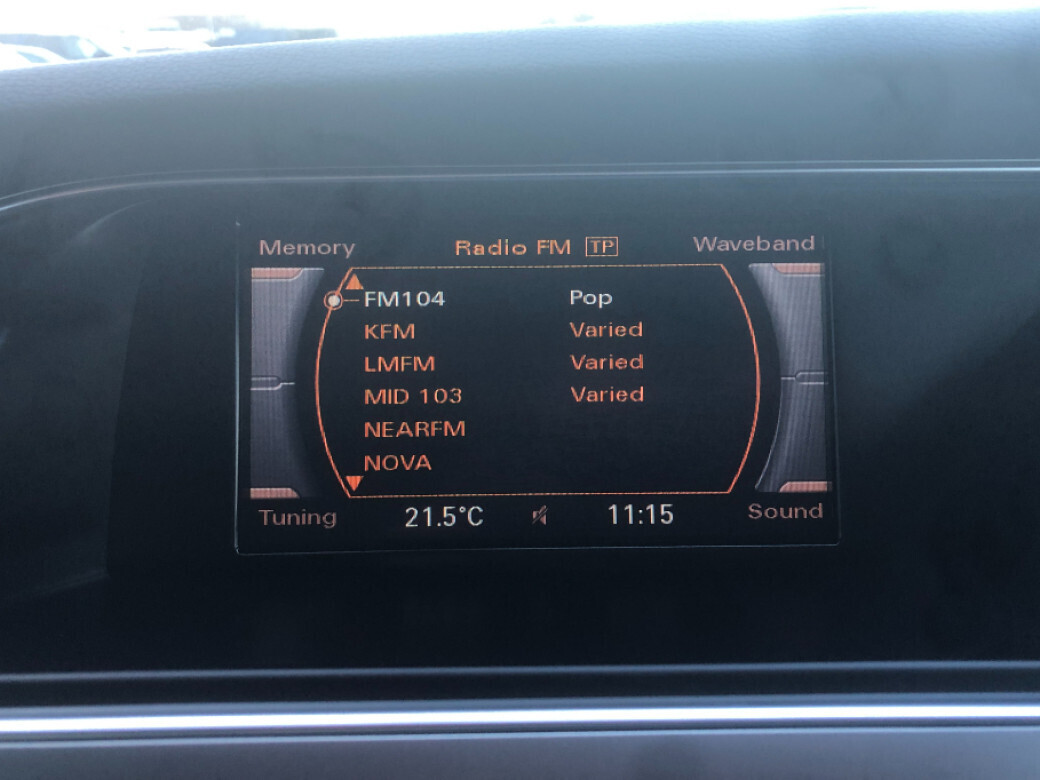 Memory Radio FM TP Waveband
FM104 Pop
KFM Varied
LMFM Varied
MID 103 Varied
NEARFM
NOVA
Tuning 21.5°C 11:15 Sound